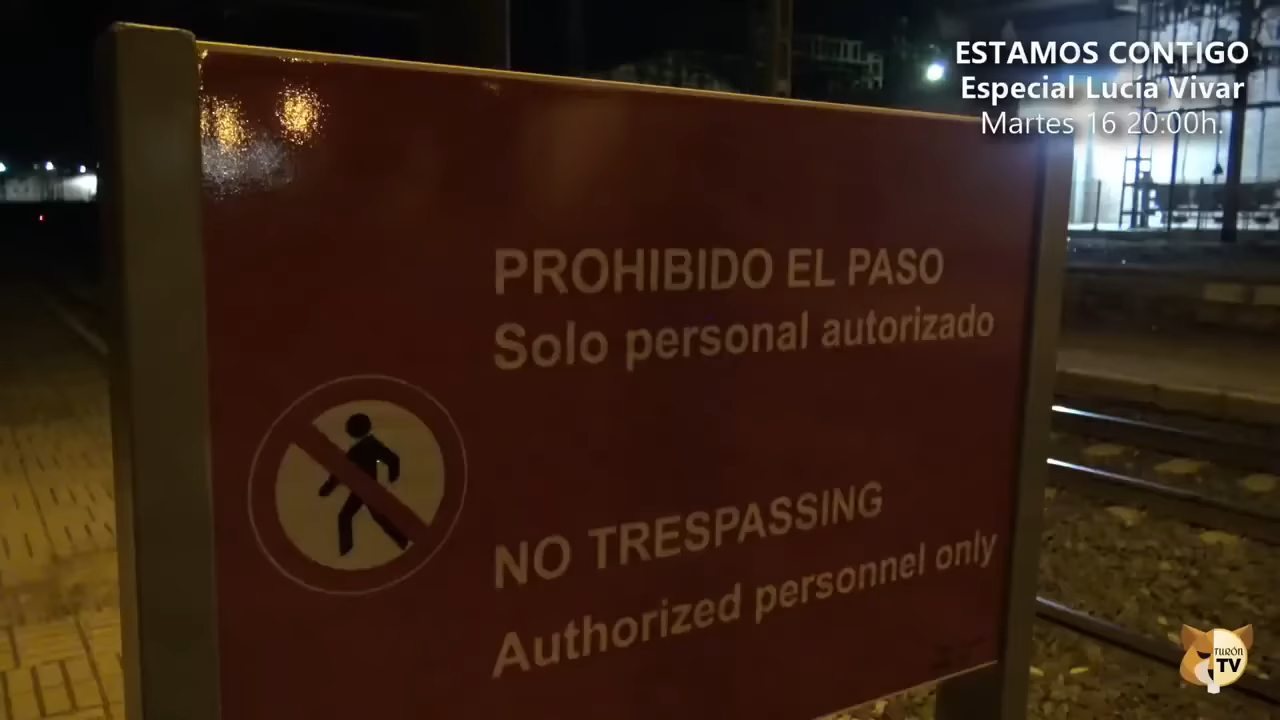 ESTAMOS CONTIGO
Especial Lucía Vivar
Martes 16 20:00h.
PROHIBIDO EL PASO
Solo personal autorizado
NO TRESPASSING
Authorized personnel only
TURÓN
TV